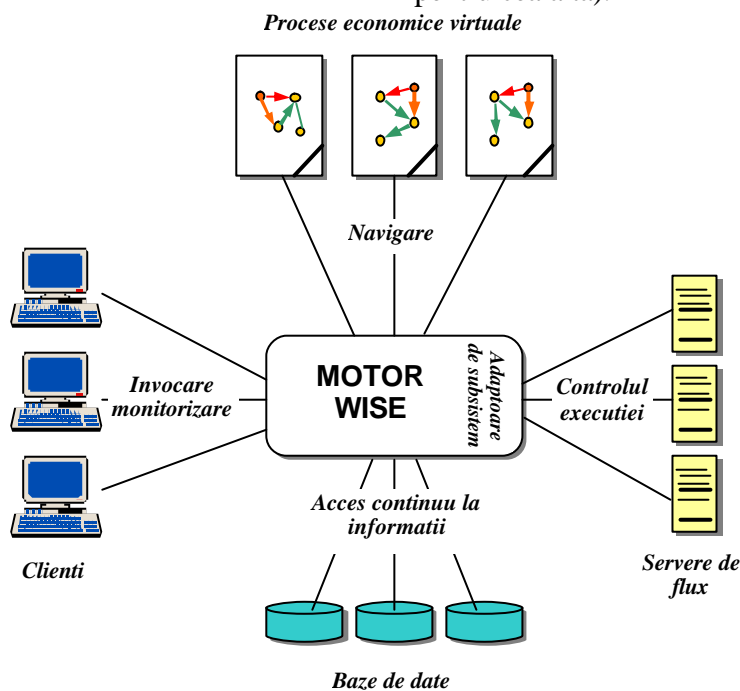 Procese economice virtuale
Navigare
Invocare
monitorizare
MOTOR
WISE
Adaptoare
de subsistem
Controlul
executiei
Acces continuu la
informatii
Clienti
Servere de
flux
Baze de date